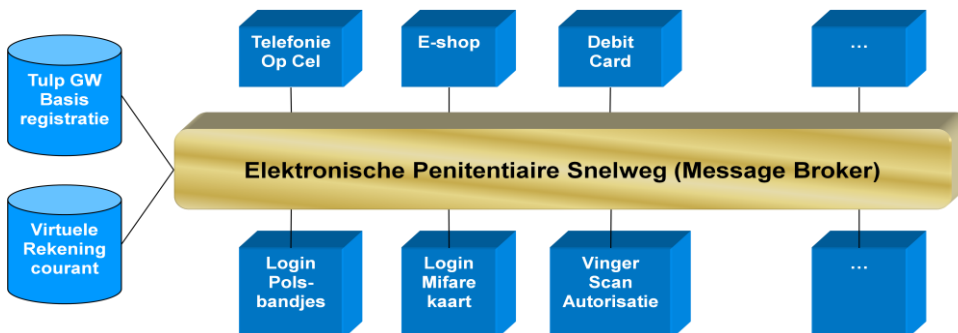 Telefonie
Op Cel
E-shop
Debit
Card
...
Tulp GW
Basis
registratie
Elektronische Penitentiaire Snelweg (Message Broker)
Virtuele
Rekening
courant
Login
Pols-
bandjes
Login
Mifare
kaart
Vinger
Scan
Autorisatie
...